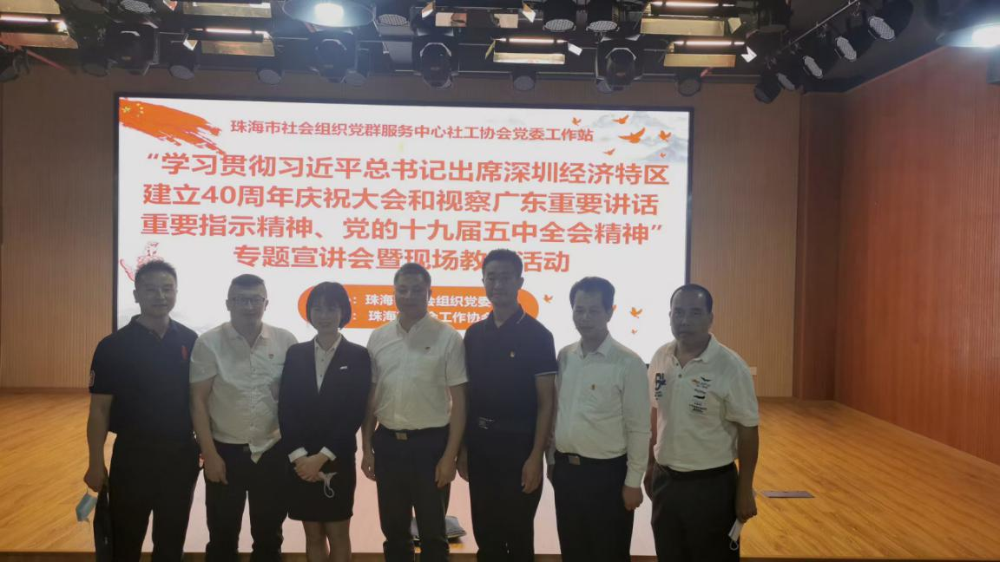 珠海市社会组织党群服务中心社工协会党委工作站
“学习贯彻习近平总书记出席深圳经济特区
建立40周年庆祝大会和视察广东重要讲话
重要指示精神、党的十九届五中全会精神”
专题宣讲会暨现场教 活动
：珠海 会组织党委
：珠海 工作协会